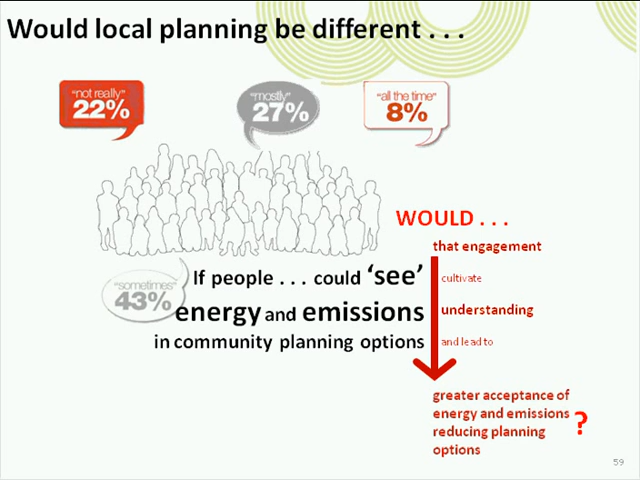 Would local planning be different . . .
"not really"
22%
"mostly"
27%
"all the time"
8%
WOULD . . .
that engagement
If people . . . could ‘see’
cultivate
"sometimes"
43%
energy and emissions
understanding
in community planning options
and lead to
greater acceptance of
energy and emissions
reducing planning
options
?
59